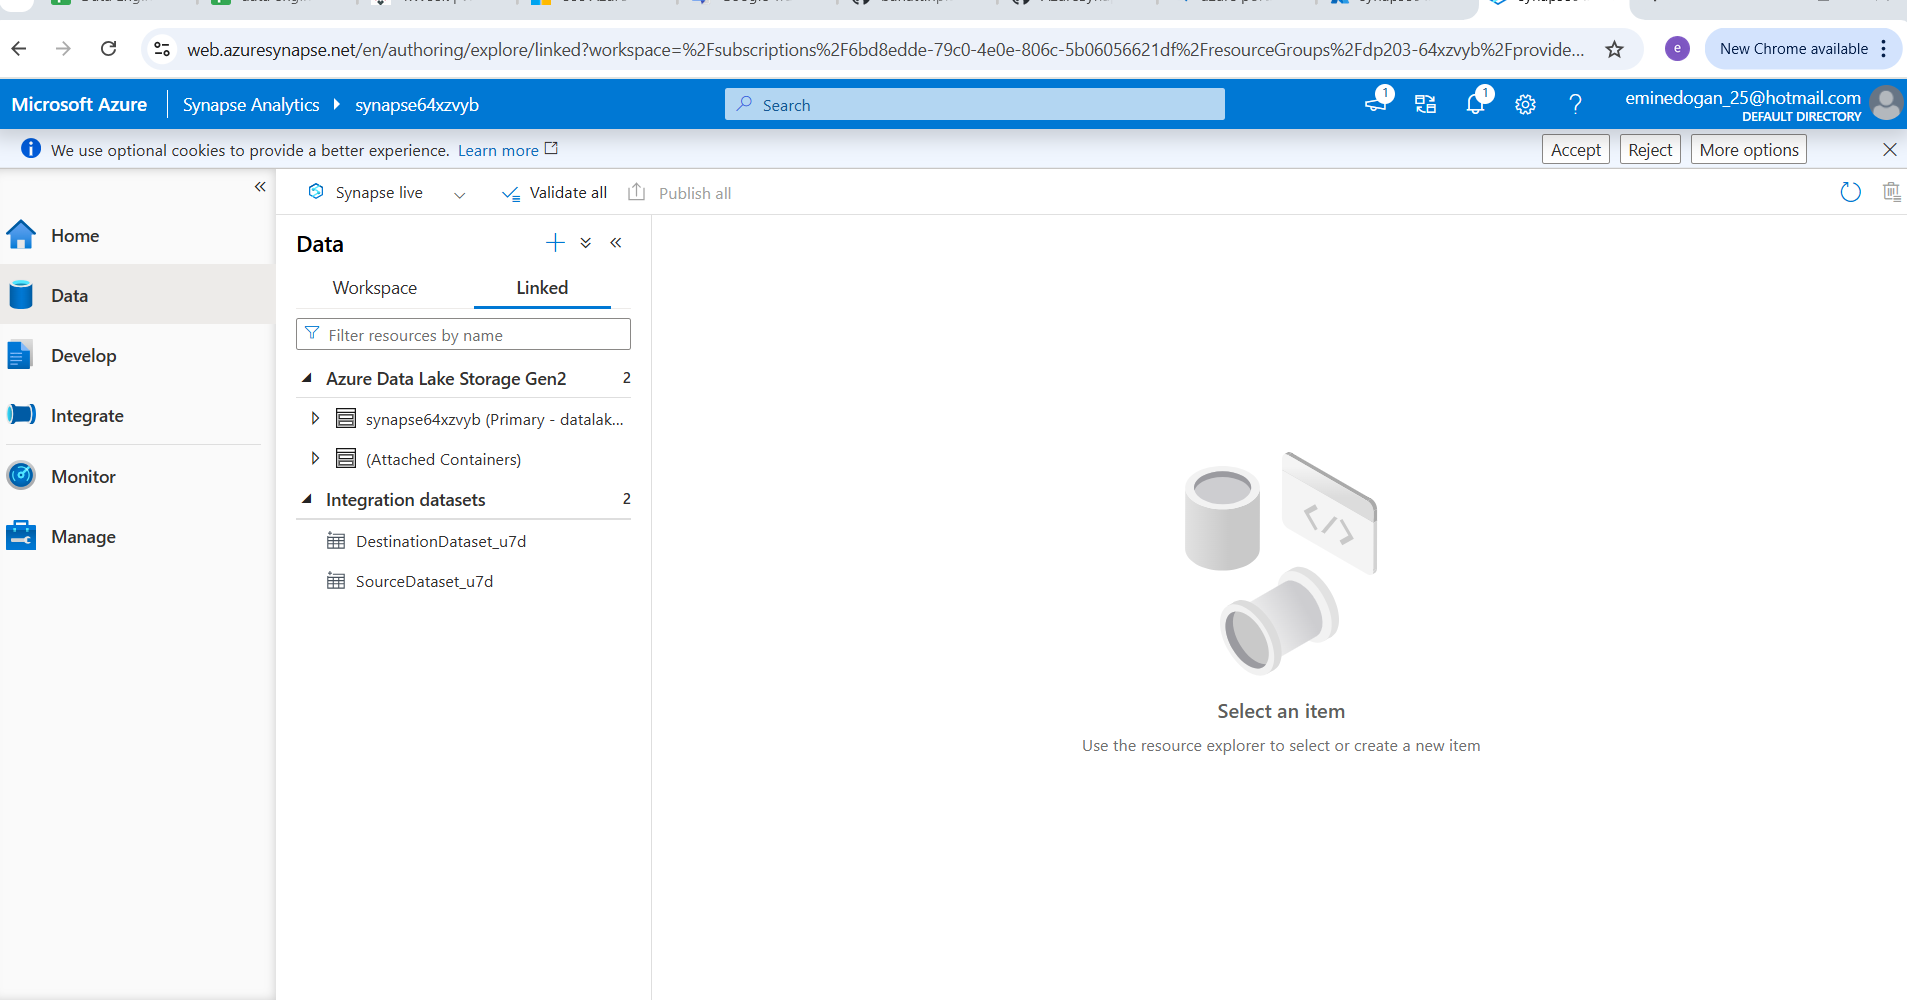 web.azuresynapse.net/en/authoring/explore/linked?workspace=%2Fsubscriptions%2F6bd8edde-79c0-4e0e-806c-5b06056621df%2FresourceGroups%2Fdp203-64xzvyb%2Fprovide...
e
New Chrome available
Microsoft Azure
Synapse Analytics
synapse64xzvyb
Search
1
1
eminedogan_25@hotmail.com
DEFAULT DIRECTORY
We use optional cookies to provide a better experience. Learn more
Accept
Reject
More options
Synapse live
Validate all
Publish all
Home
Data
Develop
Integrate
Monitor
Manage
Data
Workspace
Linked
Filter resources by name
Azure Data Lake Storage Gen2 2
synapse64xzvyb (Primary - datalak...
(Attached Containers)
Integration datasets 2
DestinationDataset_u7d
SourceDataset_u7d
Select an item
Use the resource explorer to select or create a new item